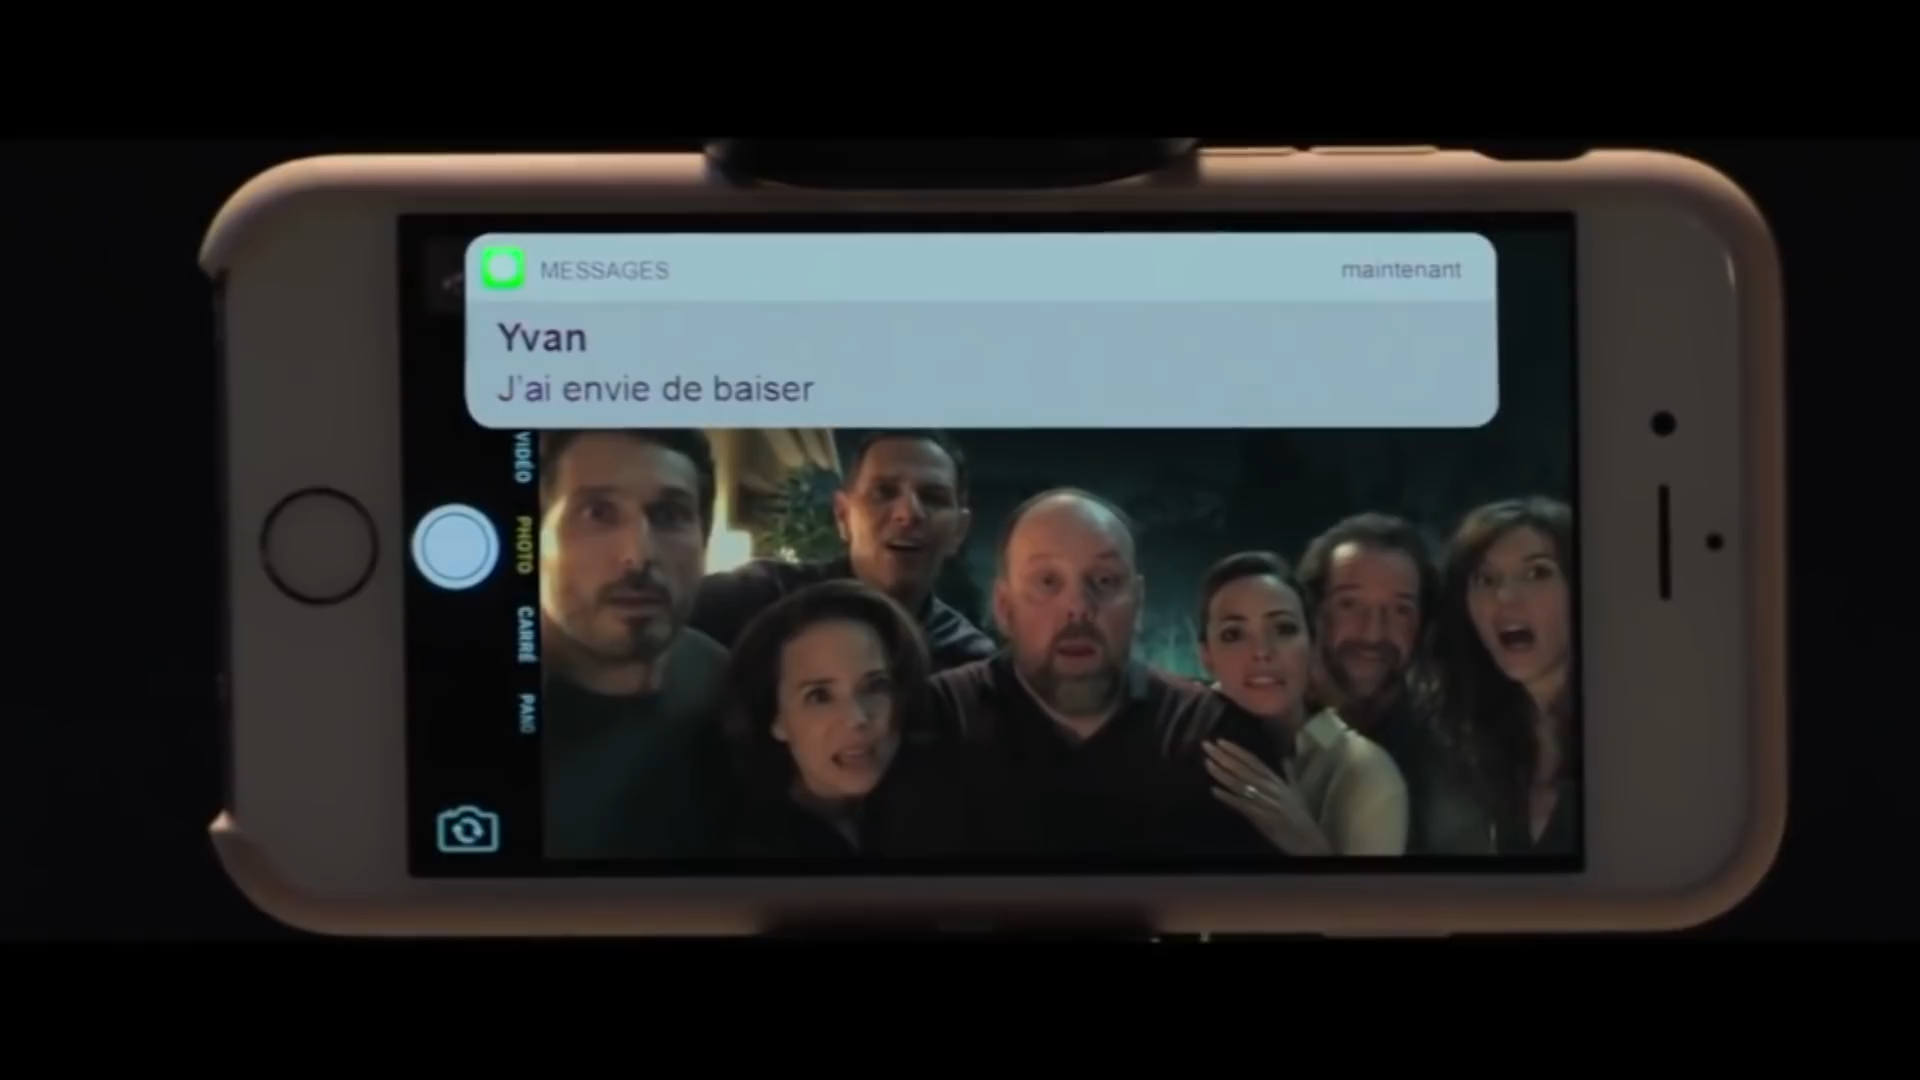 MESSAGES maintenant
Yvan
J'ai envie de baiser
VIDÉO
PHOTO
CARRÉ
PANO